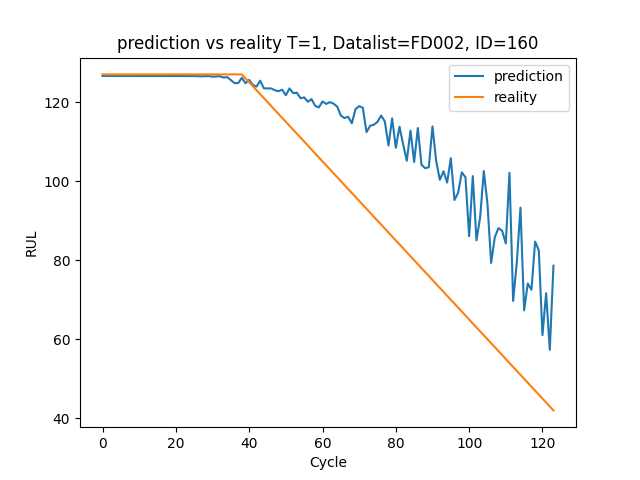 prediction vs reality T=1, Datalist=FD002, ID=160
prediction
reality
RUL
120
100
80
60
40
0 20 40 60 80 100 120
Cycle